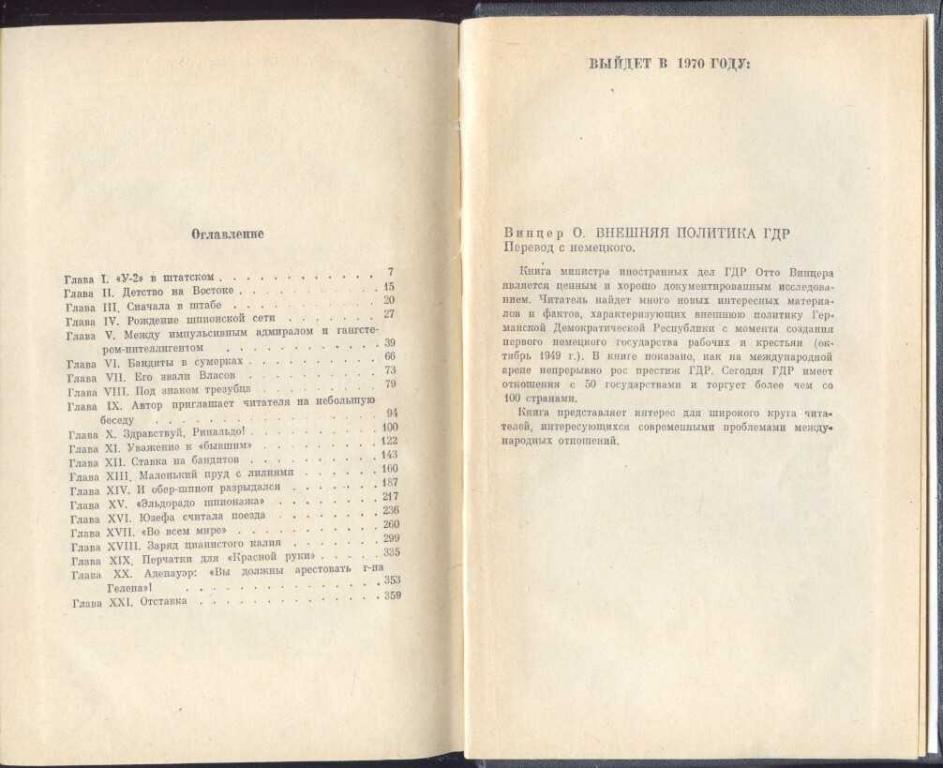 Оглавление
Глава I. «У-2» в штатском . . . . . . . . . . . . 7
Глава II. Детство на Востоке . . . . . . . . . . 15
Глава III. Сначала в штабе . . . . . . . . . . . 20
Глава IV. Рождение шпионской сети . . . . . . . 27
Глава V. Между импульсивным адмиралом и гангсте-
ром-интеллигентом . . . . . . . . . . . 39
Глава VI. Бандиты в сумерках . . . . . . . . . . 66
Глава VII. Его звали Власов . . . . . . . . . . 73
Глава VIII. Под знаком трезубца . . . . . . . . 79
Глава IX. Автор приглашает читателя на небольшую
беседу . . . . . . . . . . . . . . . 94
Глава X. Здравствуй, Ринальдо! . . . . . . . . . 100
Глава XI. Уважение к «бывшим» . . . . . . . . . 122
Глава XII. Ставка на бандитов . . . . . . . . . 143
Глава XIII. Маленький пруд с лилиями . . . . . . 160
Глава XIV. И обер-шпион разрыдался . . . . . . . 187
Глава XV. «Эльдорадо шпионажа» . . . . . . . . . 217
Глава XVI. Юзефа считала поезда . . . . . . . . 236
Глава XVII. «Во всем мире» . . . . . . . . . . . 260
Глава XVIII. Заряд цианистого калия . . . . . . 299
Глава XIX. Перчатки для «Красной руки» . . . . . 335
Глава XX. Аденауэр: «Вы должны арестовать г-на
Гелена»! . . . . . . . . . . . . . . 353
Глава XXI. Отставка . . . . . . . . . . . . . . 359
ВЫЙДЕТ В 1970 ГОДУ:
Винцер О. ВНЕШНЯЯ ПОЛИТИКА ГДР
Перевод с немецкого.
Книга министра иностранных дел ГДР Отто Винцера
является ценным и хорошо документированным исследова-
нием. Читатель найдет много новых интересных материа-
лов и фактов, характеризующих внешнюю политику Гер-
манской Демократической Республики с момента создания
первого немецкого государства рабочих и крестьян (ок-
тябрь 1949 г.). В книге показано, как на международной
арене непрерывно рос престиж ГДР. Сегодня ГДР имеет
отношения с 50 государствами и торгует более чем со
100 странами.
Книга представляет интерес для широкого круга чита-
телей, интересующихся современными проблемами между-
народных отношений.